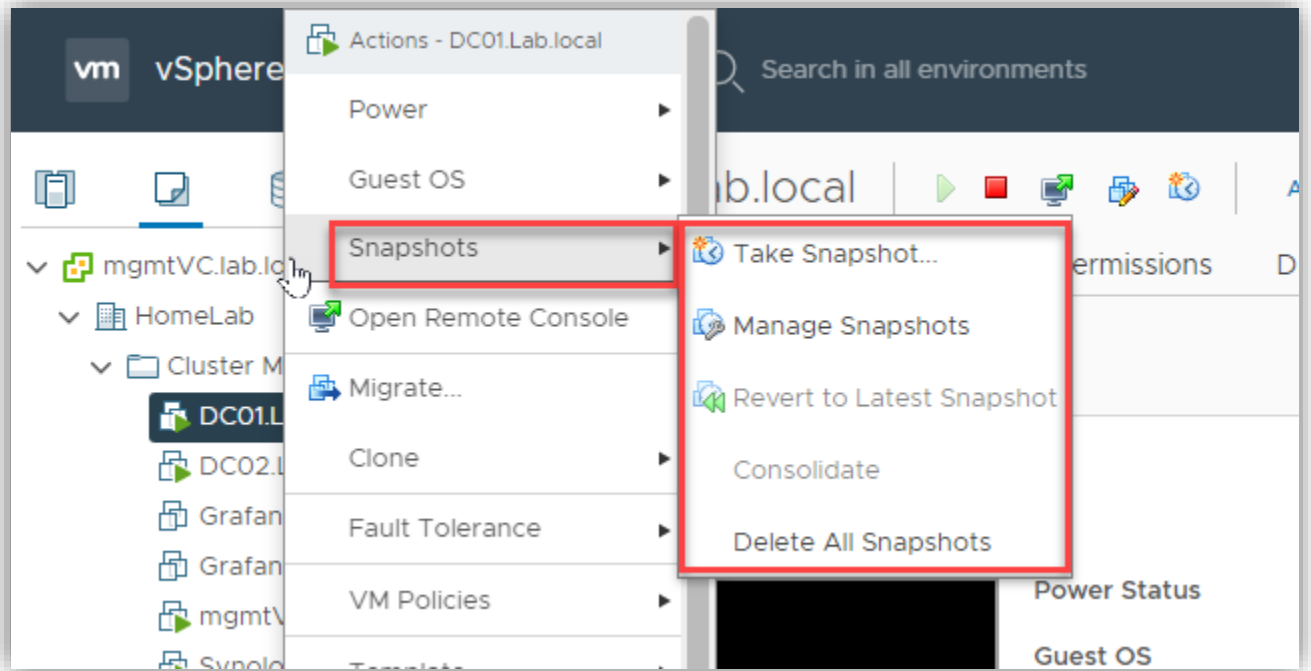 vm vSphere
Search in all environments
Actions - DC01.Lab.local
Power
Guest OS
Snapshots
Open Remote Console
Migrate...
Clone
Fault Tolerance
VM Policies
Take Snapshot...
Manage Snapshots
Revert to Latest Snapshot
Consolidate
Delete All Snapshots
mgmtVC.lab.lo
HomeLab
Cluster M
DC01.L
DC02.L
Grafan
Grafan
mgmtV
Synolo
b.local
ermissions
D
Power Status
Guest OS